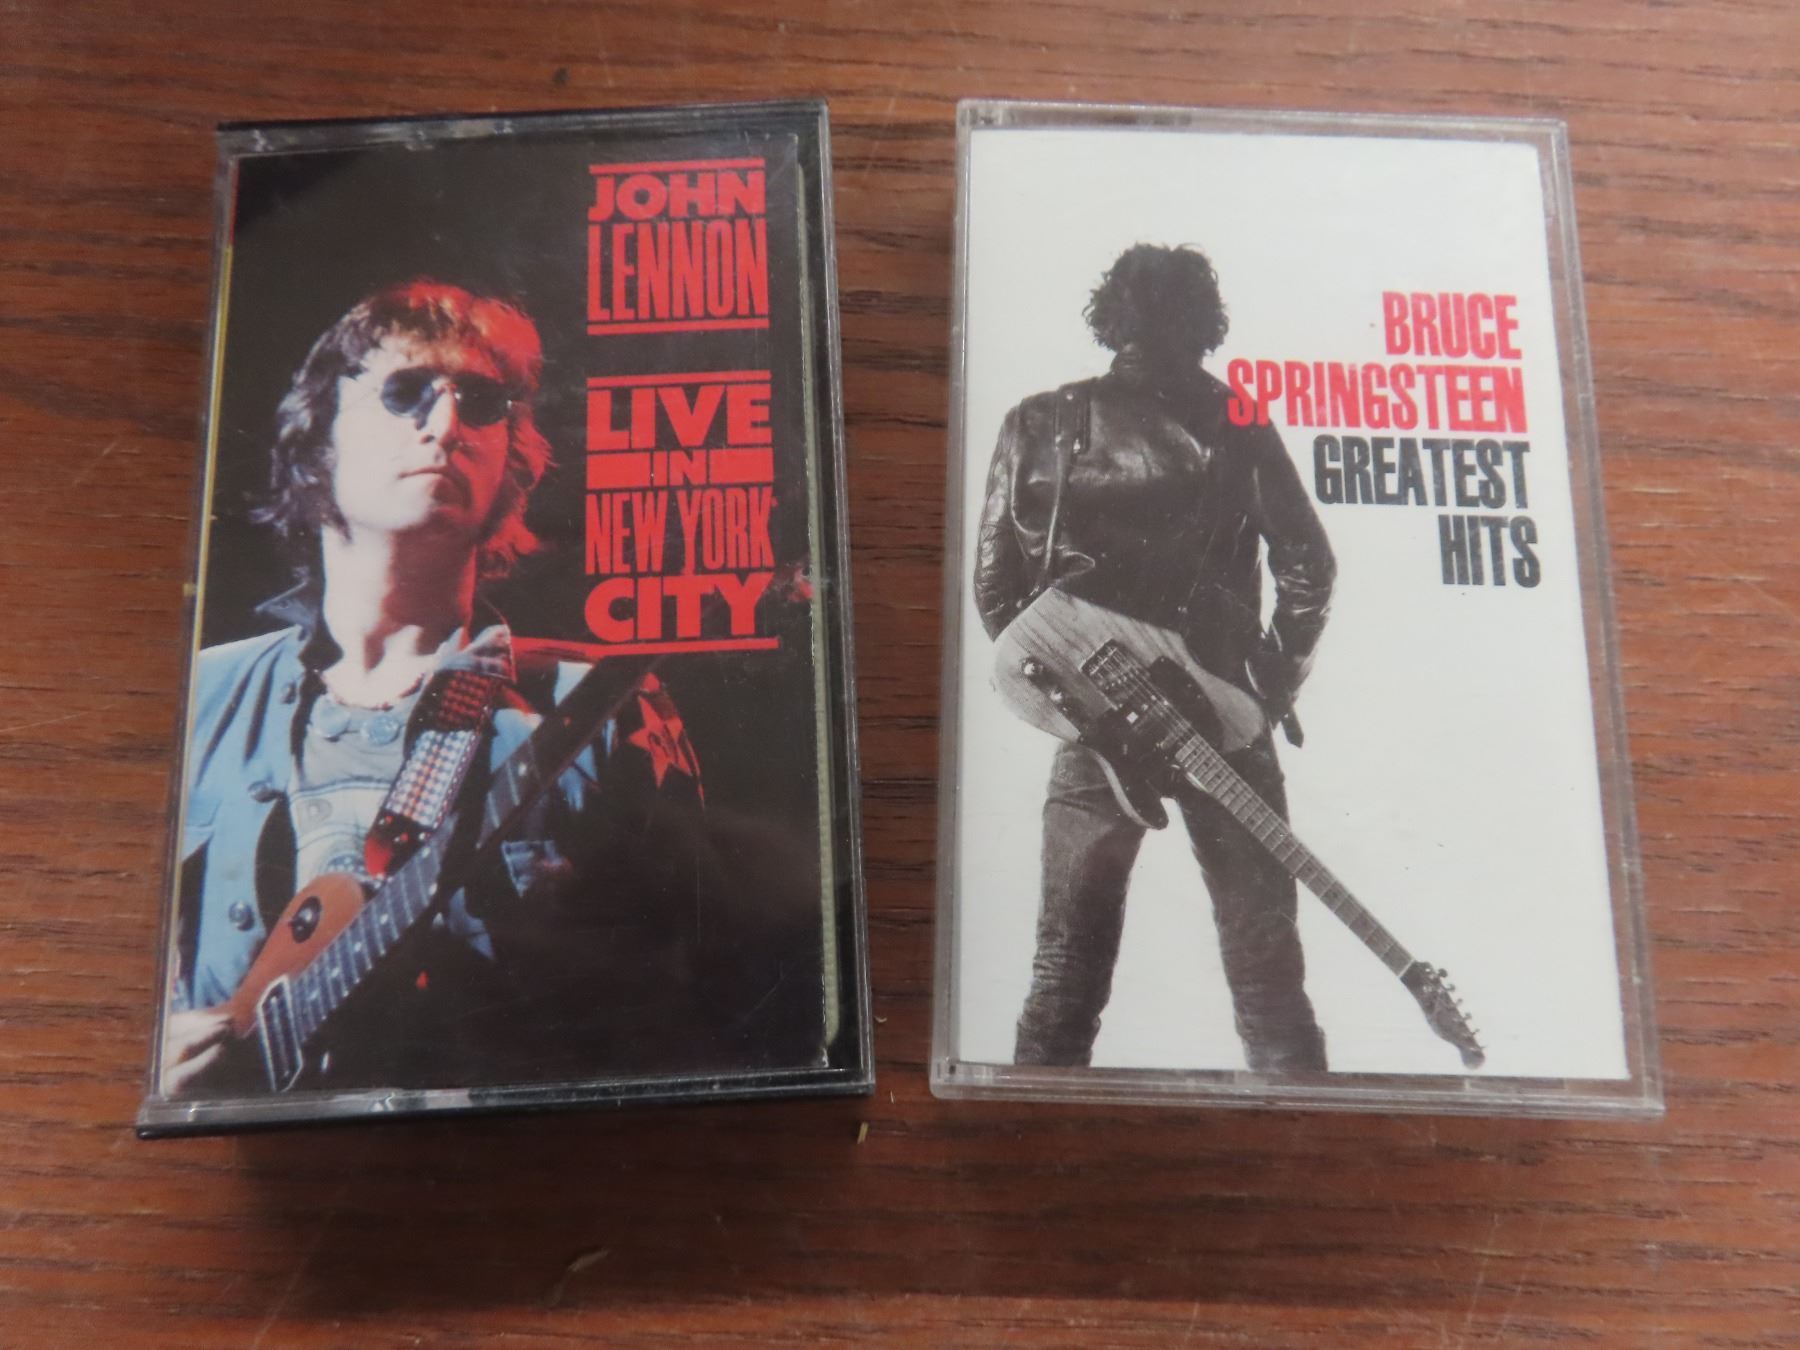 JOHN
LENNON
LIVE
IN
NEW YORK
CITY
BRUCE
SPRINGSTEEN
GREATEST
HITS